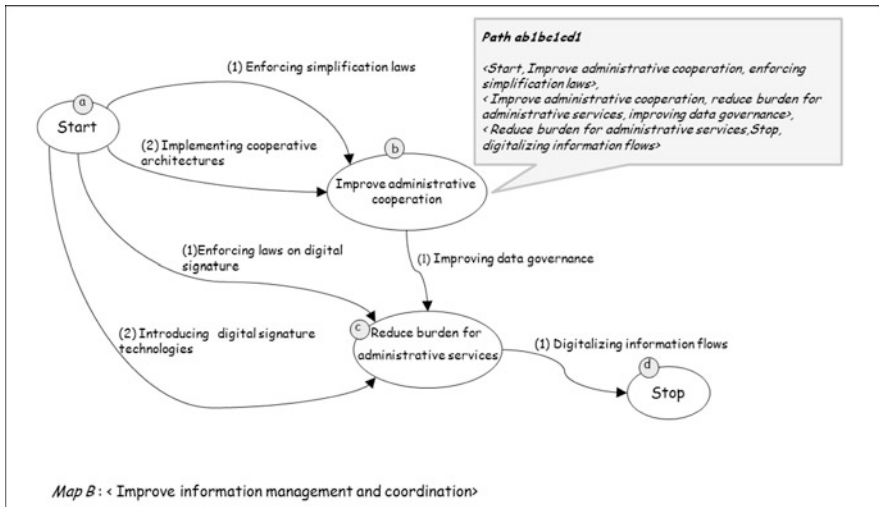 Path ab1bc1cd1
<Start, Improve administrative cooperation, enforcing
simplification laws>,
< Improve administrative cooperation, reduce burden for
administrative services, improving data governance>,
< Reduce burden for administrative services,Stop,
digitalizing information flows>
(1) Enforcing simplification laws
a
Start
(2) Implementing cooperative
architectures
b
Improve administrative
cooperation
(1)Enforcing laws on digital
signature
(1) Improving data governance
(2) Introducing digital signature
technologies
c
Reduce burden for
administrative services
(1) Digitalizing information flows
d
Stop
Map B : < Improve information management and coordination>